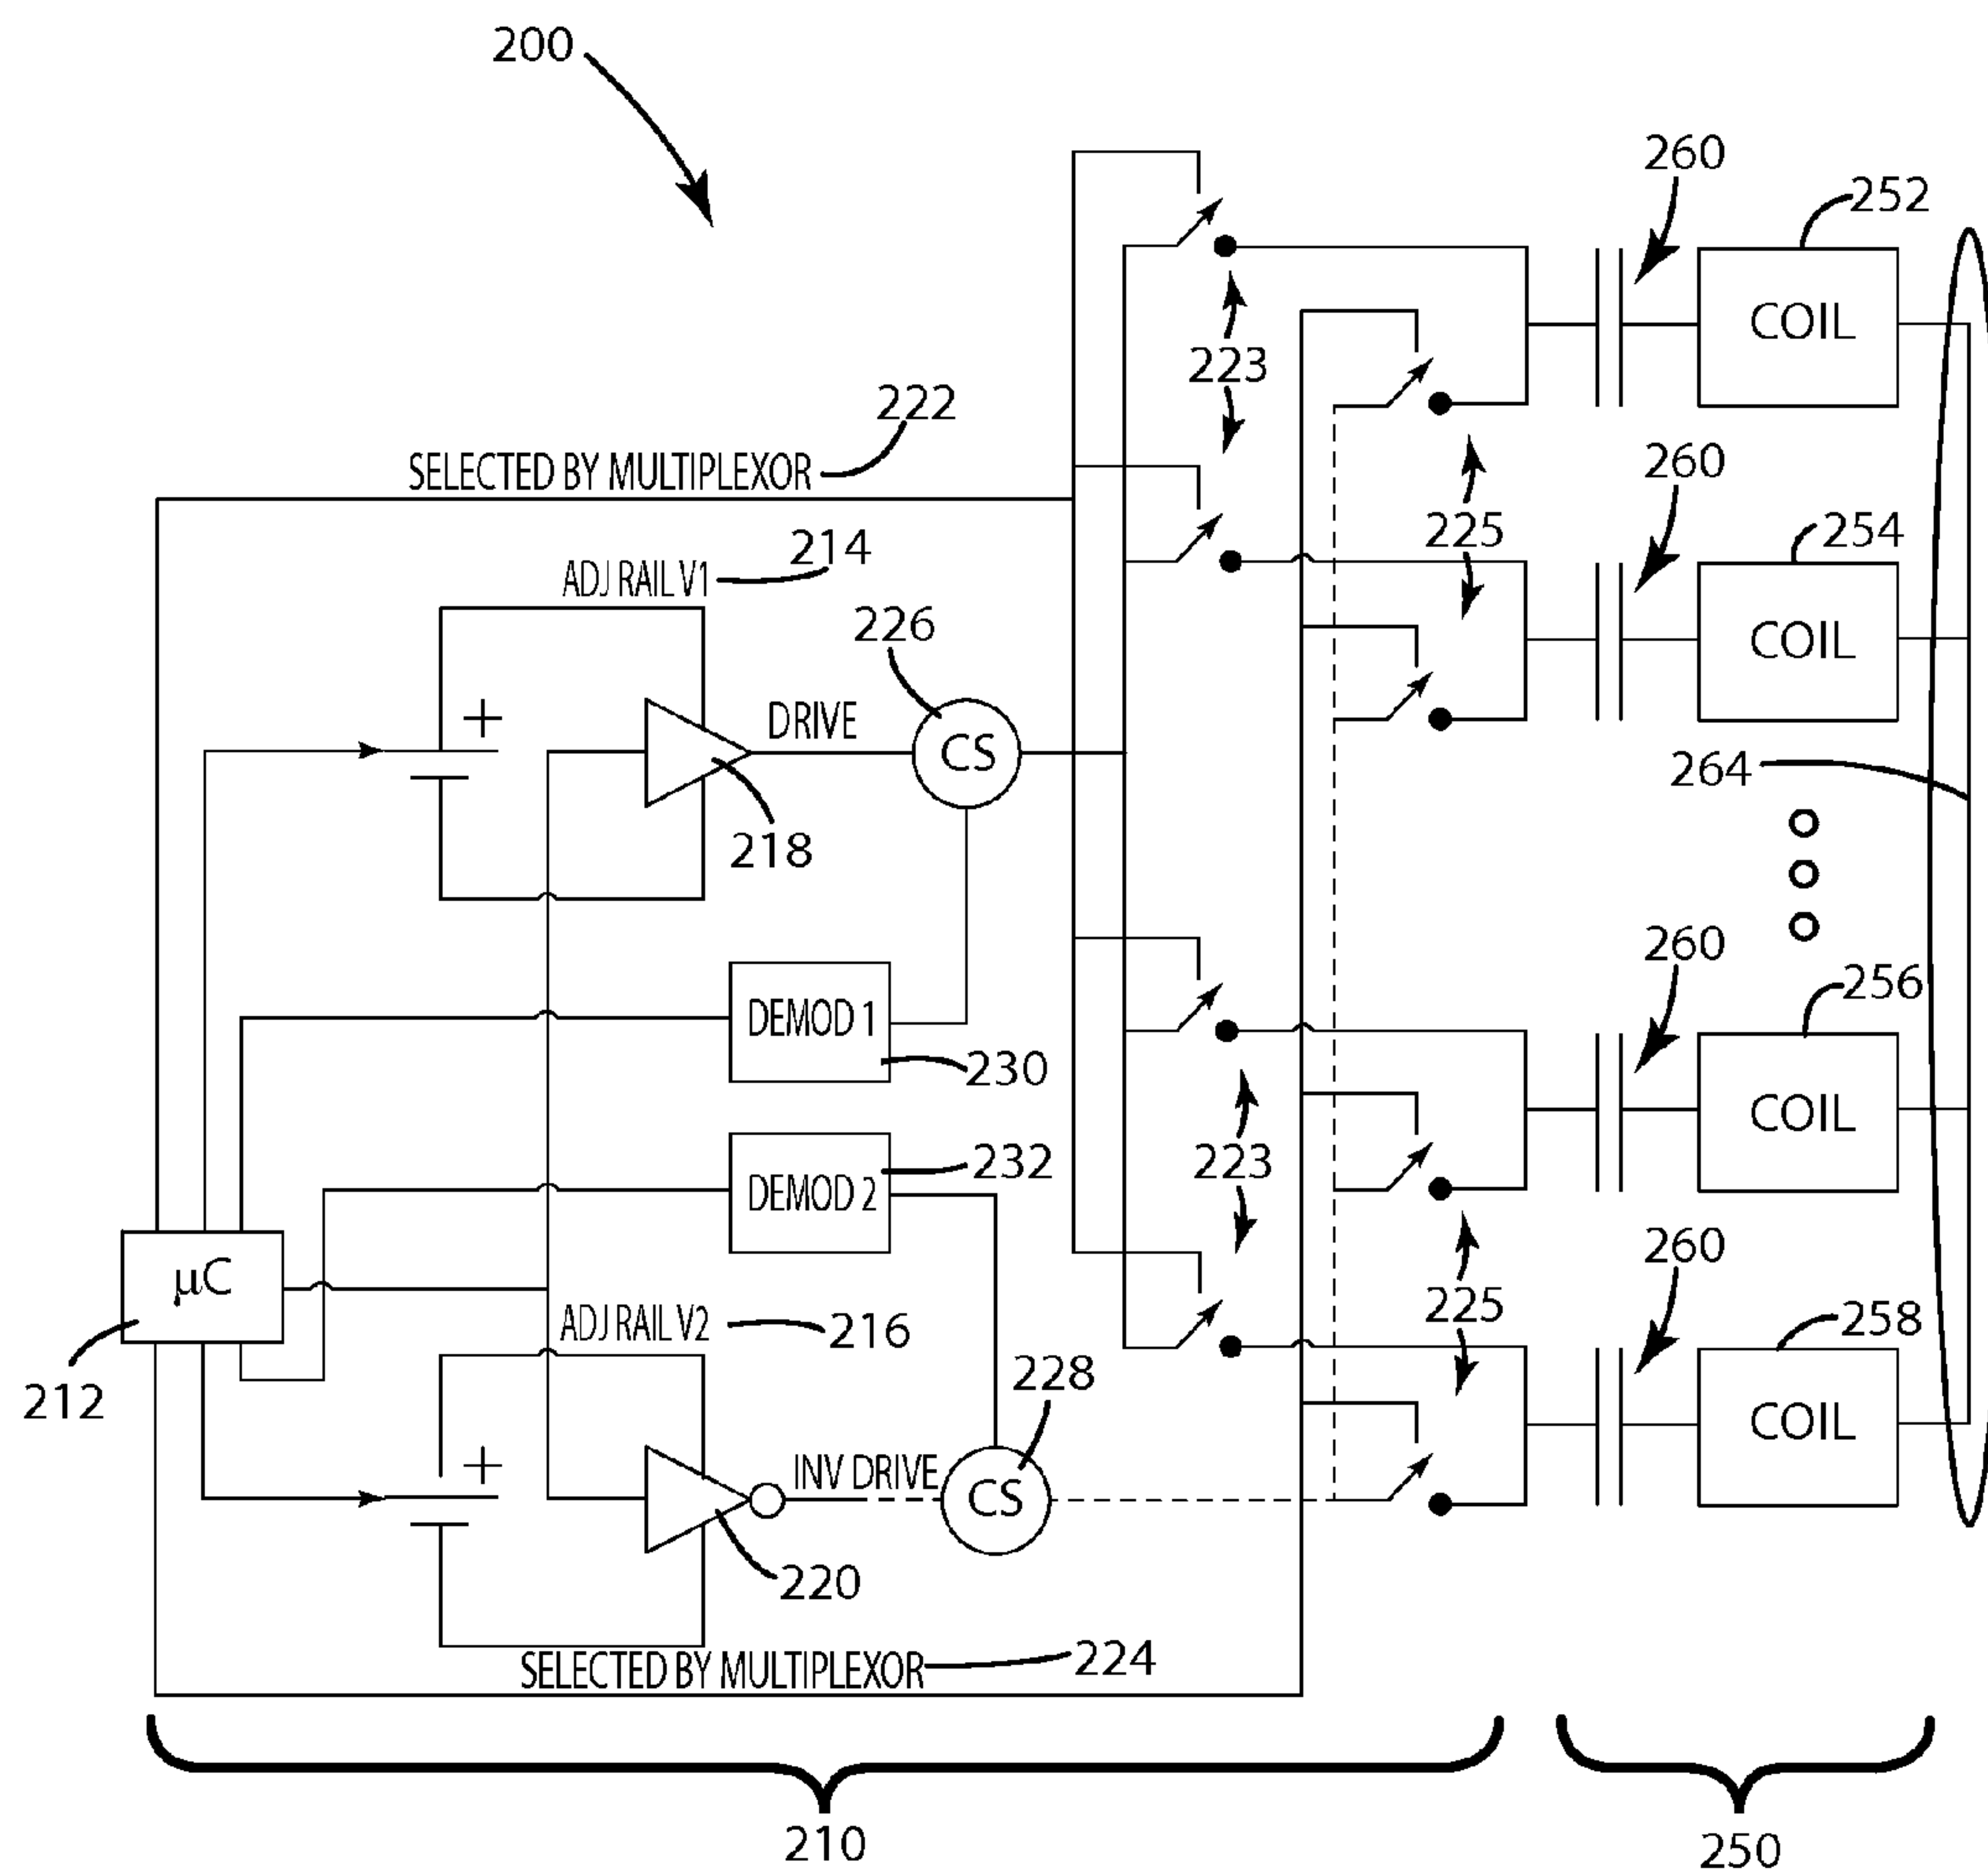 200
260
252
COIL
223
222
SELECTED BY MULTIPLEXOR
260
225
254
214
ADJ RAIL V1
COIL
226
+
DRIVE
CS
264
218
260
256
DEMOD 1
230
COIL
232
223
DEMOD 2
260
µC
225
258
ADJ RAIL V2
216
228
212
COIL
+
INV DRIVE
CS
220
224
SELECTED BY MULTIPLEXOR
210
250